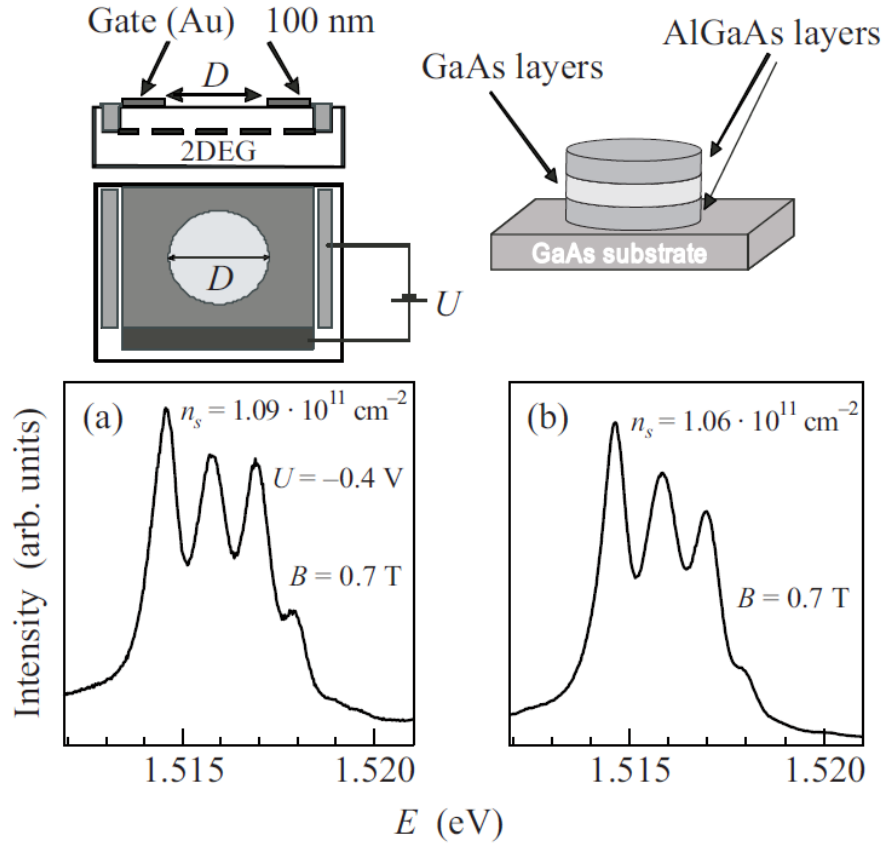 Gate (Au) 100 nm
D
2DEG
D
U
AlGaAs layers
GaAs layers
GaAs substrate
(a) n_s = 1.09 · 10^11 cm^−2
U = −0.4 V
B = 0.7 T
(b) n_s = 1.06 · 10^11 cm^−2
B = 0.7 T
Intensity (arb. units)
1.515 1.520
1.515 1.520
E (eV)